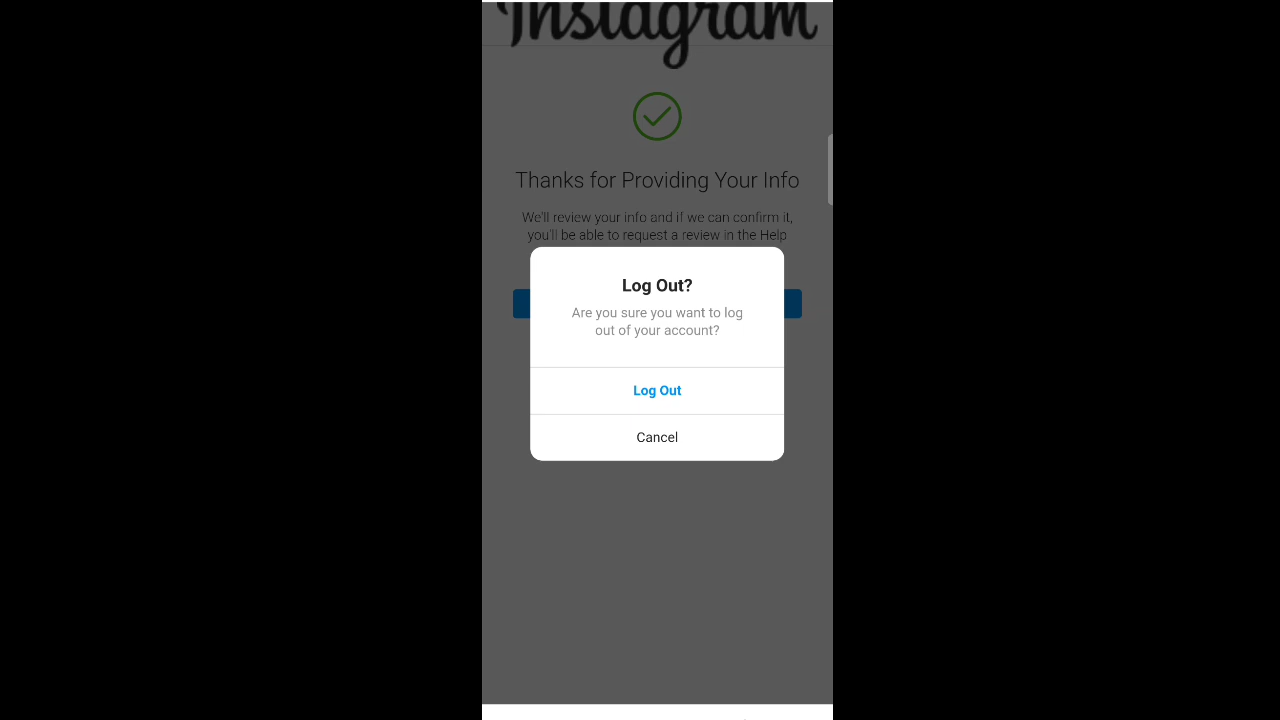 Instagram
Thanks for Providing Your Info
We'll review your info and if we can confirm it,
you'll be able to request a review in the Help
Log Out?
Are you sure you want to log
out of your account?
Log Out
Cancel